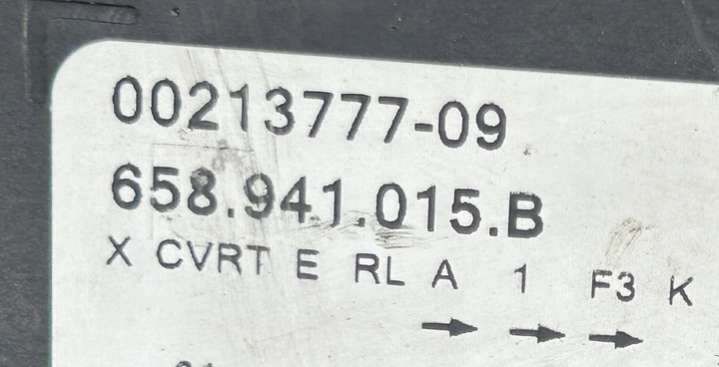 00213777-09
658.941.015.B
X CVRT E RL A 1 F3 K
→ → →